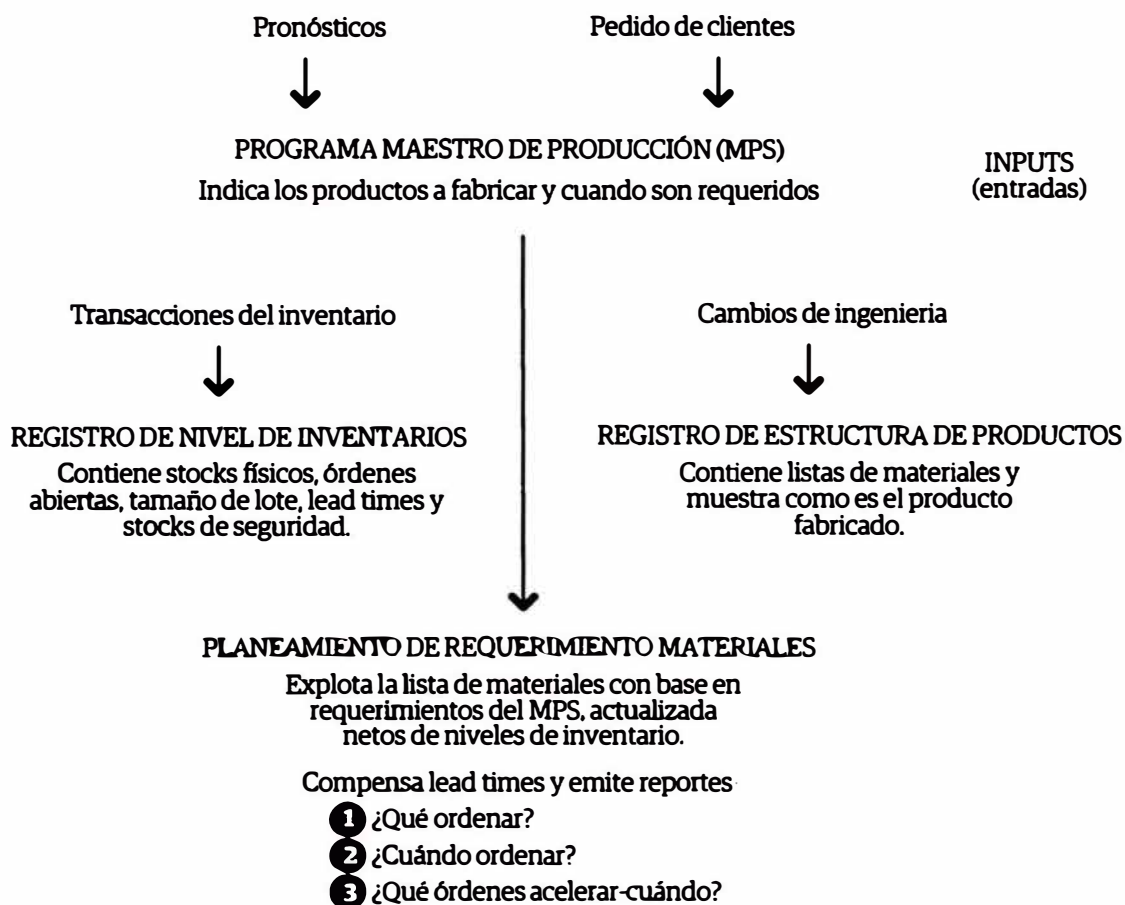 Pronósticos
Pedido de clientes
PROGRAMA MAESTRO DE PRODUCCIÓN (MPS)
Indica los productos a fabricar y cuando son requeridos
INPUTS
(entradas)
Transacciones del inventario
Cambios de ingenieria
REGISTRO DE NIVEL DE INVENTARIOS
Contiene stocks físicos, órdenes
abiertas, tamaño de lote, lead times y
stocks de seguridad.
REGISTRO DE ESTRUCTURA DE PRODUCTOS
Contiene listas de materiales y
muestra como es el producto
fabricado.
PLANEAMIENTO DE REQUERIMIENTO MATERIALES
Explota la lista de materiales con base en
requerimientos del MPS, actualizada
netos de niveles de inventario.
Compensa lead times y emite reportes
1 ¿Qué ordenar?
2 ¿Cuándo ordenar?
3 ¿Qué órdenes acelerar-cuándo?